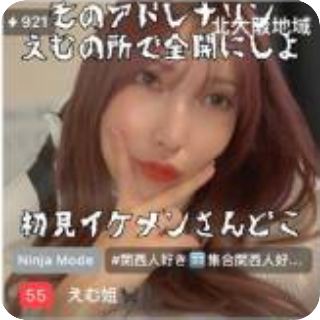 921
北大阪地域
そのアドレナリン
えむの所で全開にしよ
初見イケメンさんどこ
Ninja Mode
#関西人好き🈁集合関西人好...
55
えむ姐